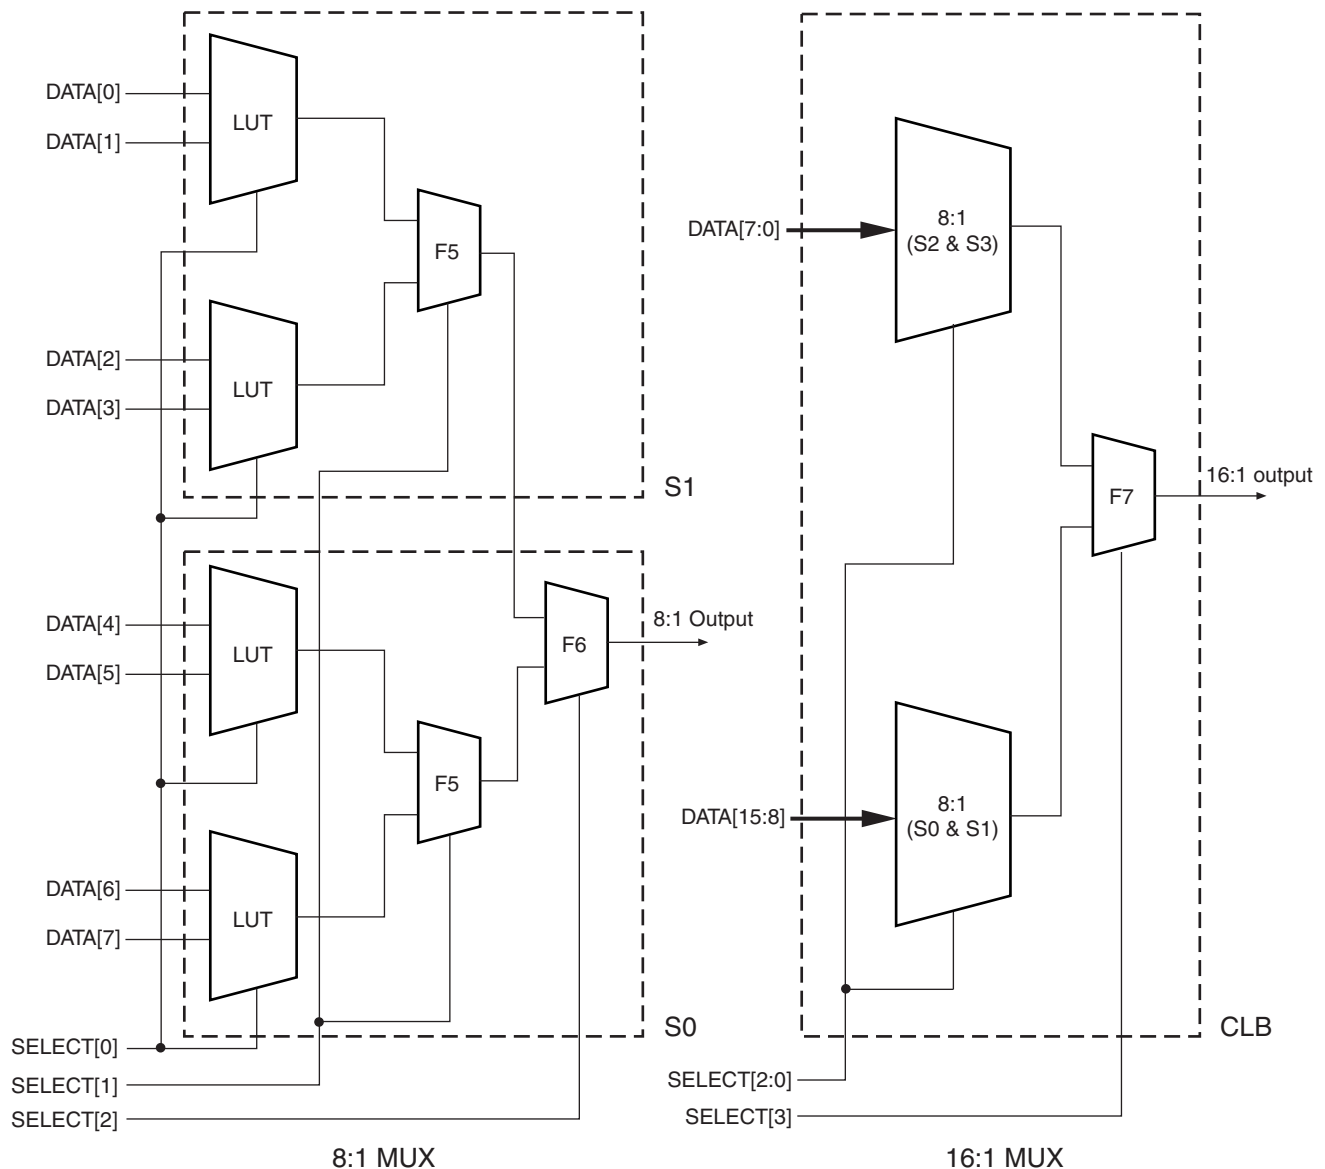 DATA[0]
DATA[1]
LUT
F5
DATA[2]
DATA[3]
LUT
S1
DATA[4]
DATA[5]
LUT
F6
8:1 Output
F5
DATA[6]
DATA[7]
LUT
S0
SELECT[0]
SELECT[1]
SELECT[2]
8:1 MUX
DATA[7:0]
8:1
(S2 & S3)
F7
16:1 output
DATA[15:8]
8:1
(S0 & S1)
CLB
SELECT[2:0]
SELECT[3]
16:1 MUX